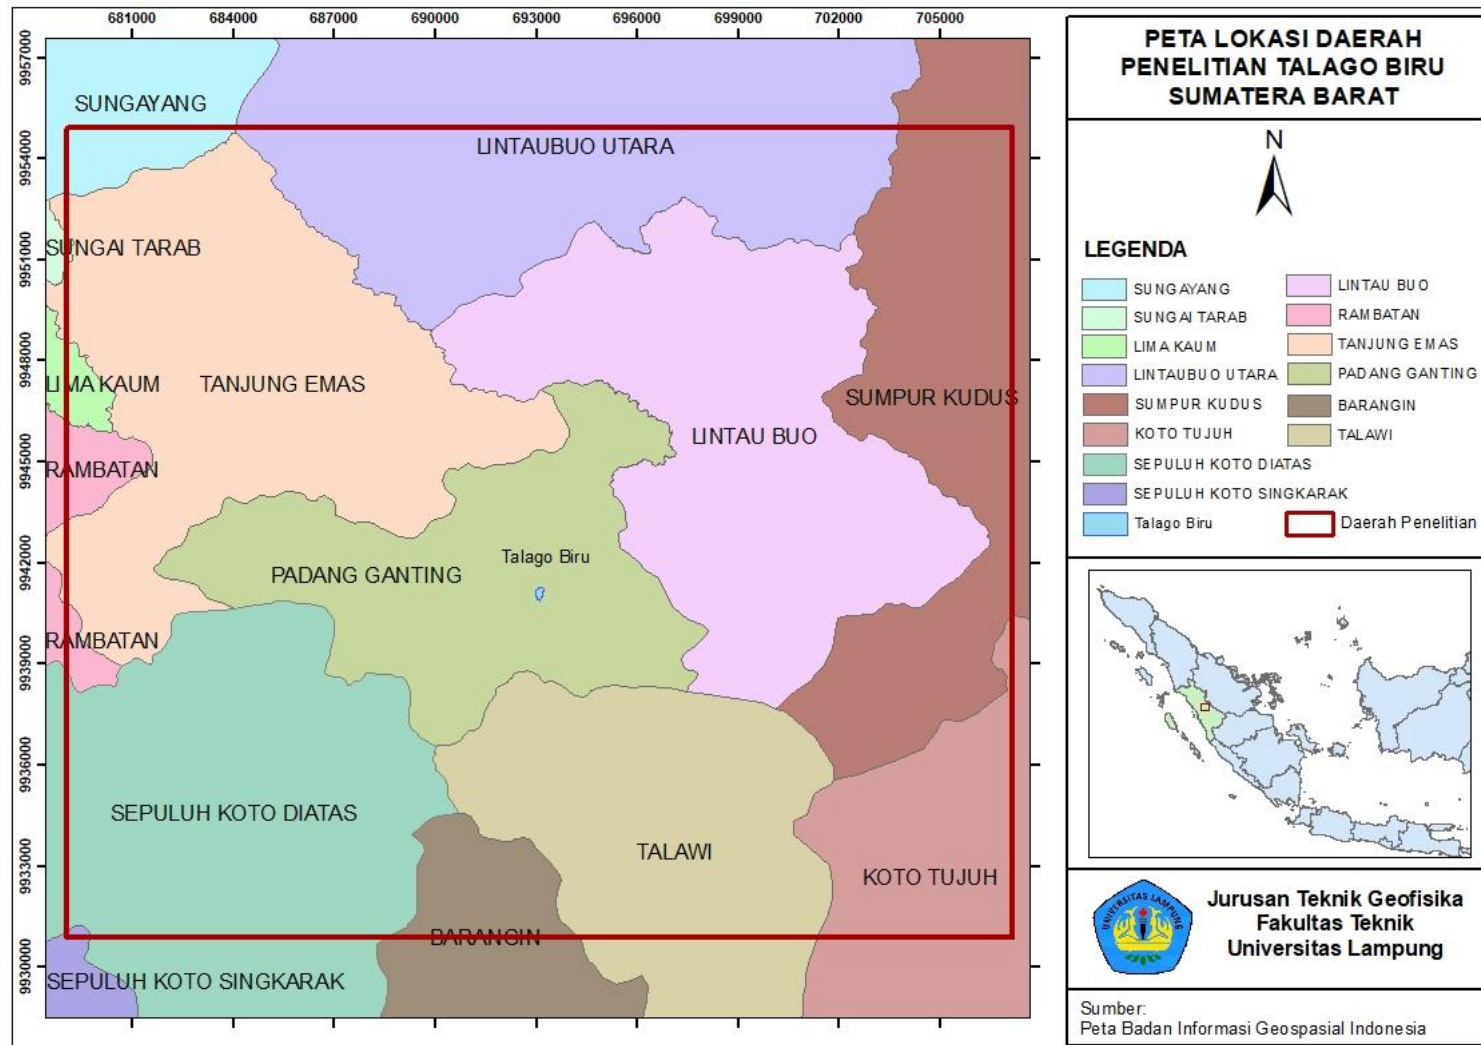 681000 684000 687000 690000 693000 696000 699000 702000 705000
9957000
9954000
9951000
9948000
9945000
9942000
9939000
9936000
9933000
9930000
SUNGAYANG
LINTAUBUO UTARA
SUNGAI TARAB
LIMA KAUM
TANJUNG EMAS
SUMPUR KUDUS
LINTAU BUO
RAMBATAN
Talago Biru
PADANG GANTING
RAMBATAN
SEPULUH KOTO DIATAS
TALAWI
KOTO TUJUH
BARANGIN
SEPULUH KOTO SINGKARAK
PETA LOKASI DAERAH
PENELITIAN TALAGO BIRU
SUMATERA BARAT
N
LEGENDA
SUNGAYANG
SUNGAI TARAB
LIMA KAUM
LINTAUBUO UTARA
SUMPUR KUDUS
KOTO TUJUH
SEPULUH KOTO DIATAS
SEPULUH KOTO SINGKARAK
Talago Biru
LINTAU BUO
RAMBATAN
TANJUNG EMAS
PADANG GANTING
BARANGIN
TALAWI
Daerah Penelitian
UNIVERSITAS LAMPUNG
Jurusan Teknik Geofisika
Fakultas Teknik
Universitas Lampung
Sumber:
Peta Badan Informasi Geospasial Indonesia